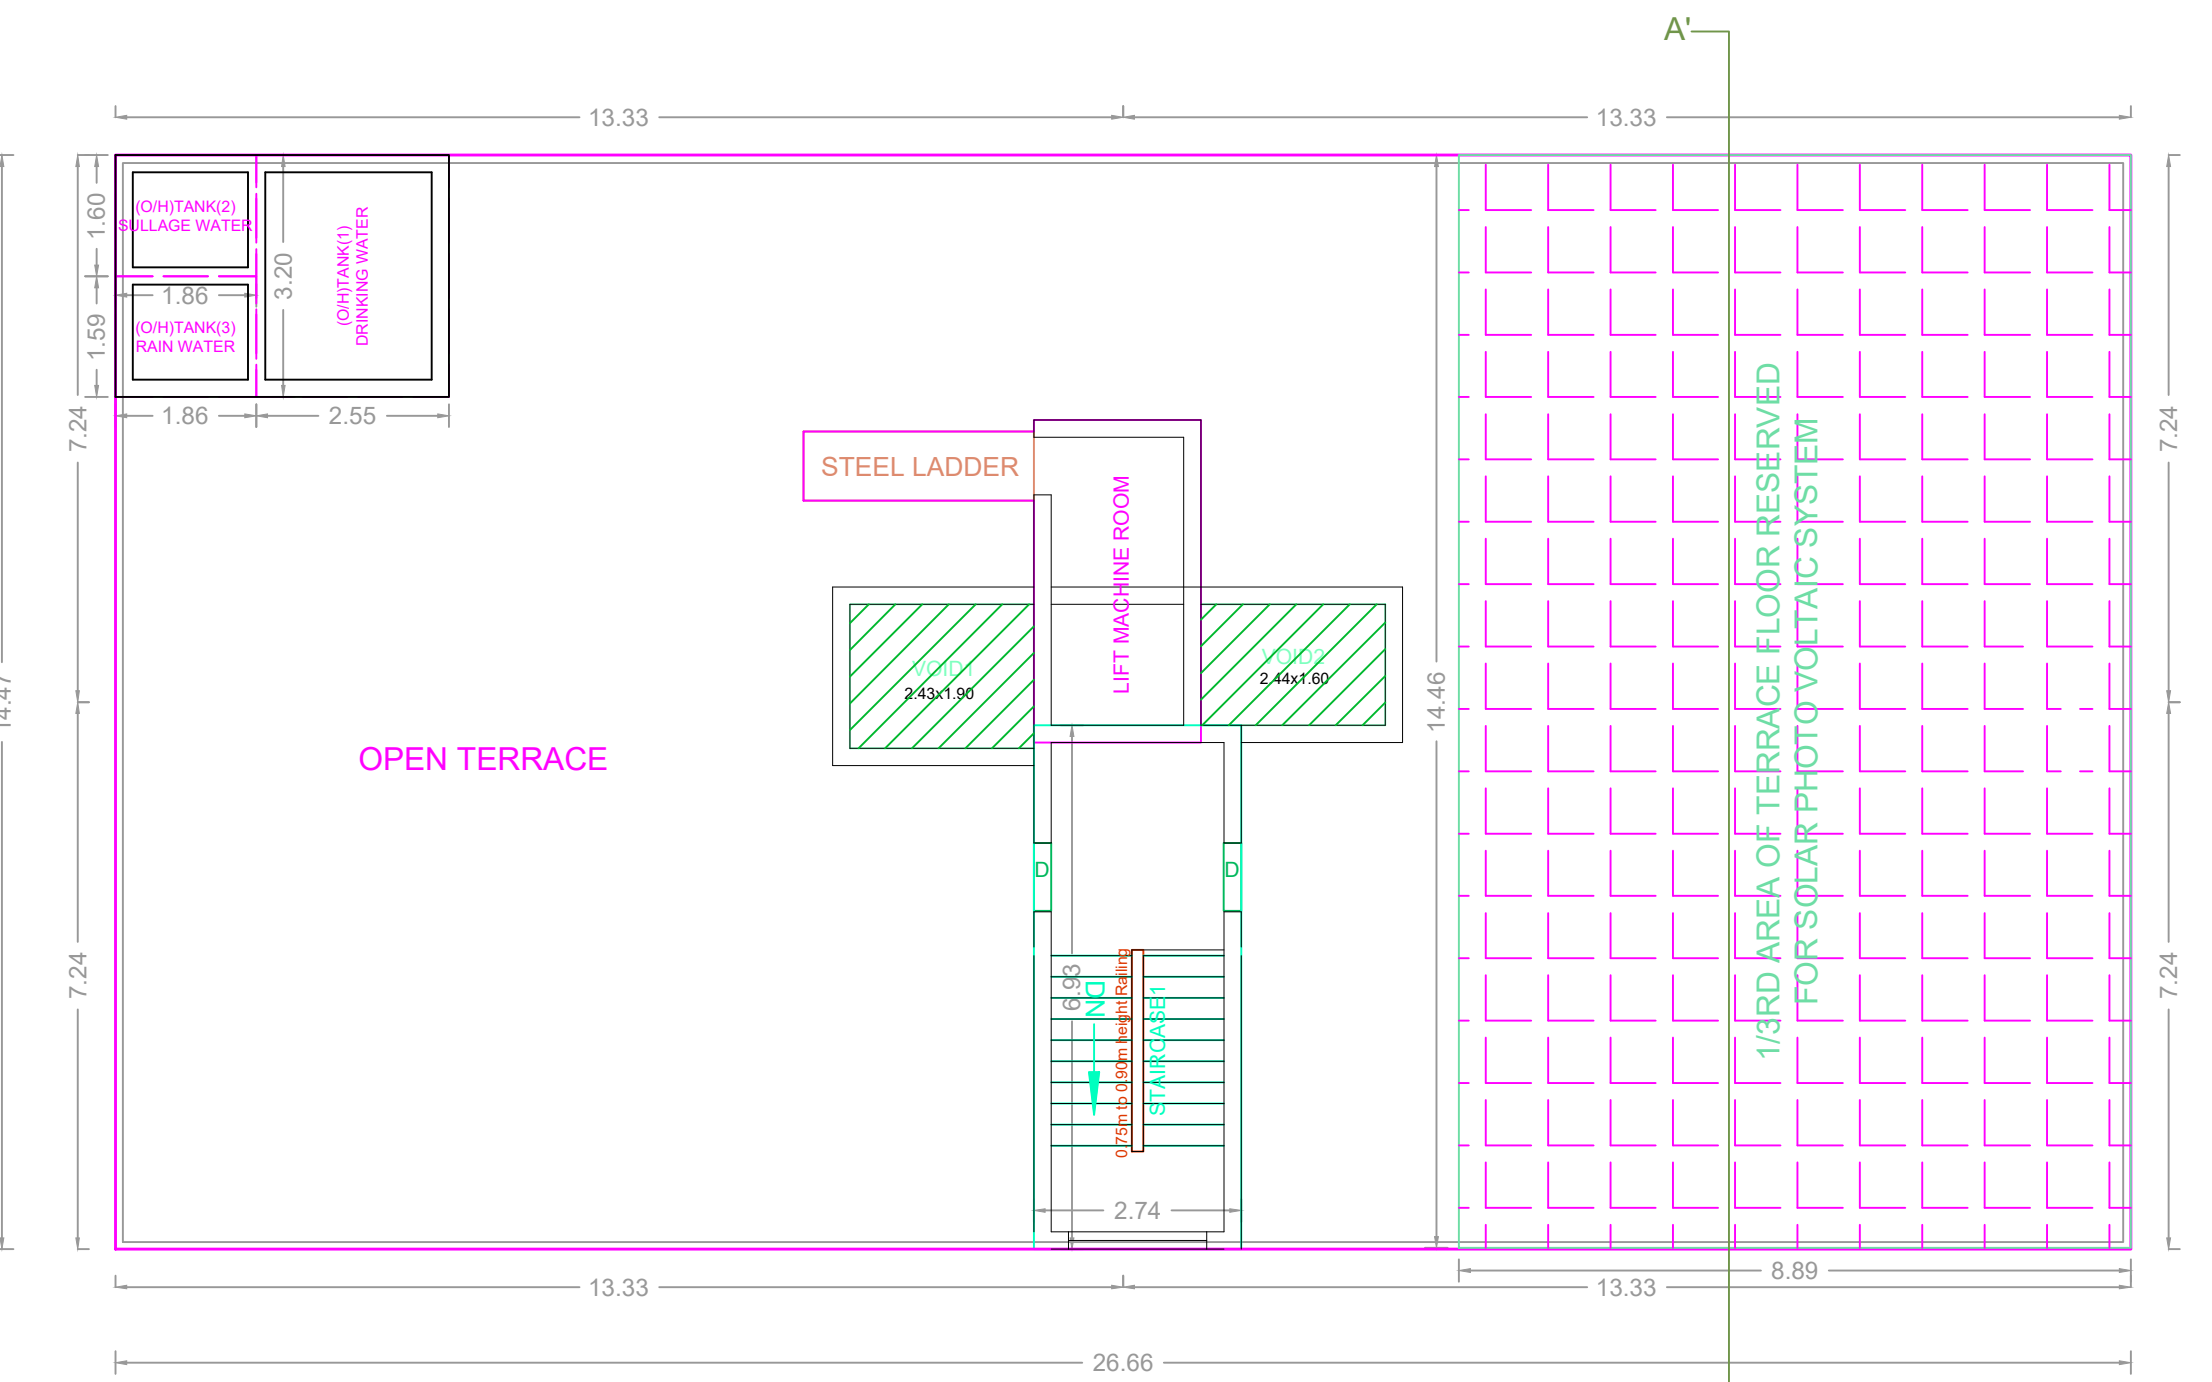 A'
13.33
13.33
1.60
(O/H)TANK(2)
SULLAGE WATER
(O/H)TANK(1)
DRINKING WATER
3.20
1.86
1.59
(O/H)TANK(3)
RAIN WATER
1.86
2.55
7.24
7.24
STEEL LADDER
LIFT MACHINE ROOM
VOID1
2.43x1.90
VOID2
2.44x1.60
14.47
14.46
OPEN TERRACE
1/3RD AREA OF TERRACE FLOOR RESERVED
FOR SOLAR PHOTO VOLTAIC SYSTEM
D
D
6.93
DN
0.75m to 0.90m height Railing
STAIRCASE1
7.24
7.24
2.74
8.89
13.33
13.33
26.66